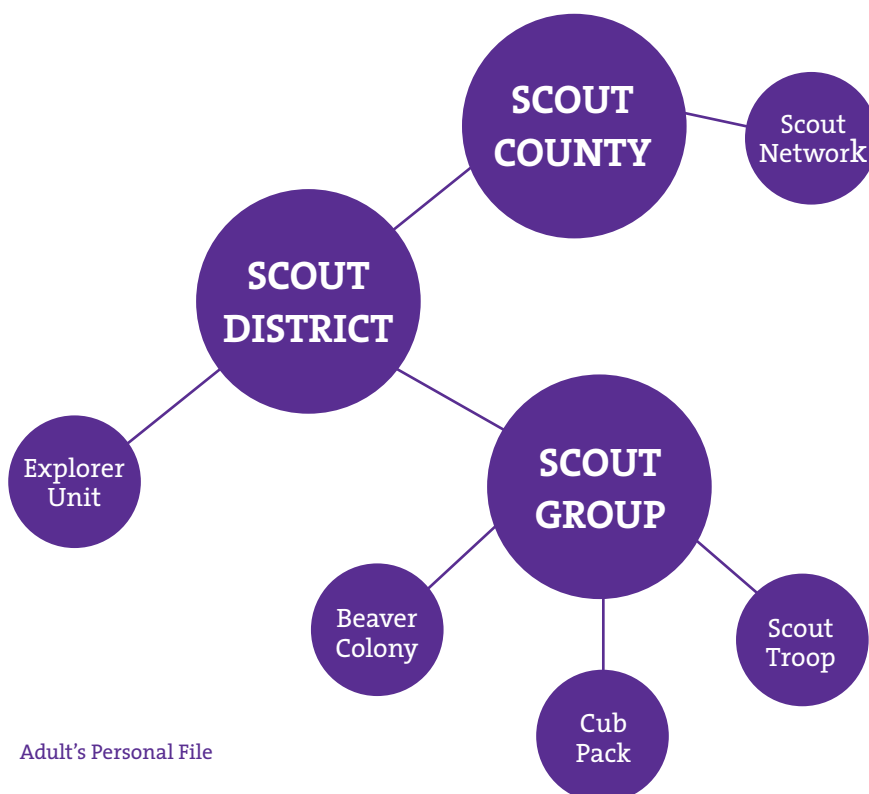 SCOUT
COUNTY
Scout
Network
SCOUT
DISTRICT
Explorer
Unit
SCOUT
GROUP
Beaver
Colony
Scout
Troop
Cub
Pack
Adult’s Personal File